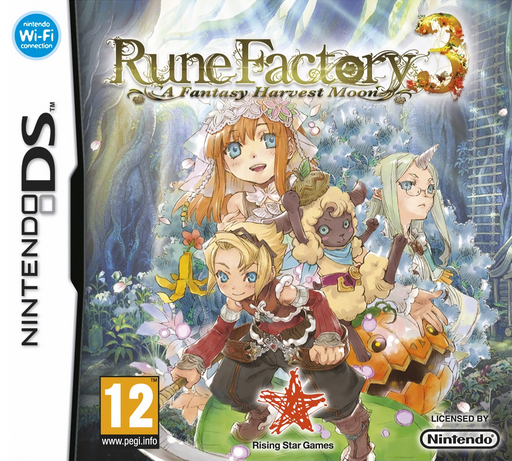 Nintendo
Wi-Fi
connection
Rune Factory 3
A Fantasy Harvest Moon
NINTENDO DS™
12
™
www.pegi.info
Rising Star Games
LICENSED BY
Nintendo